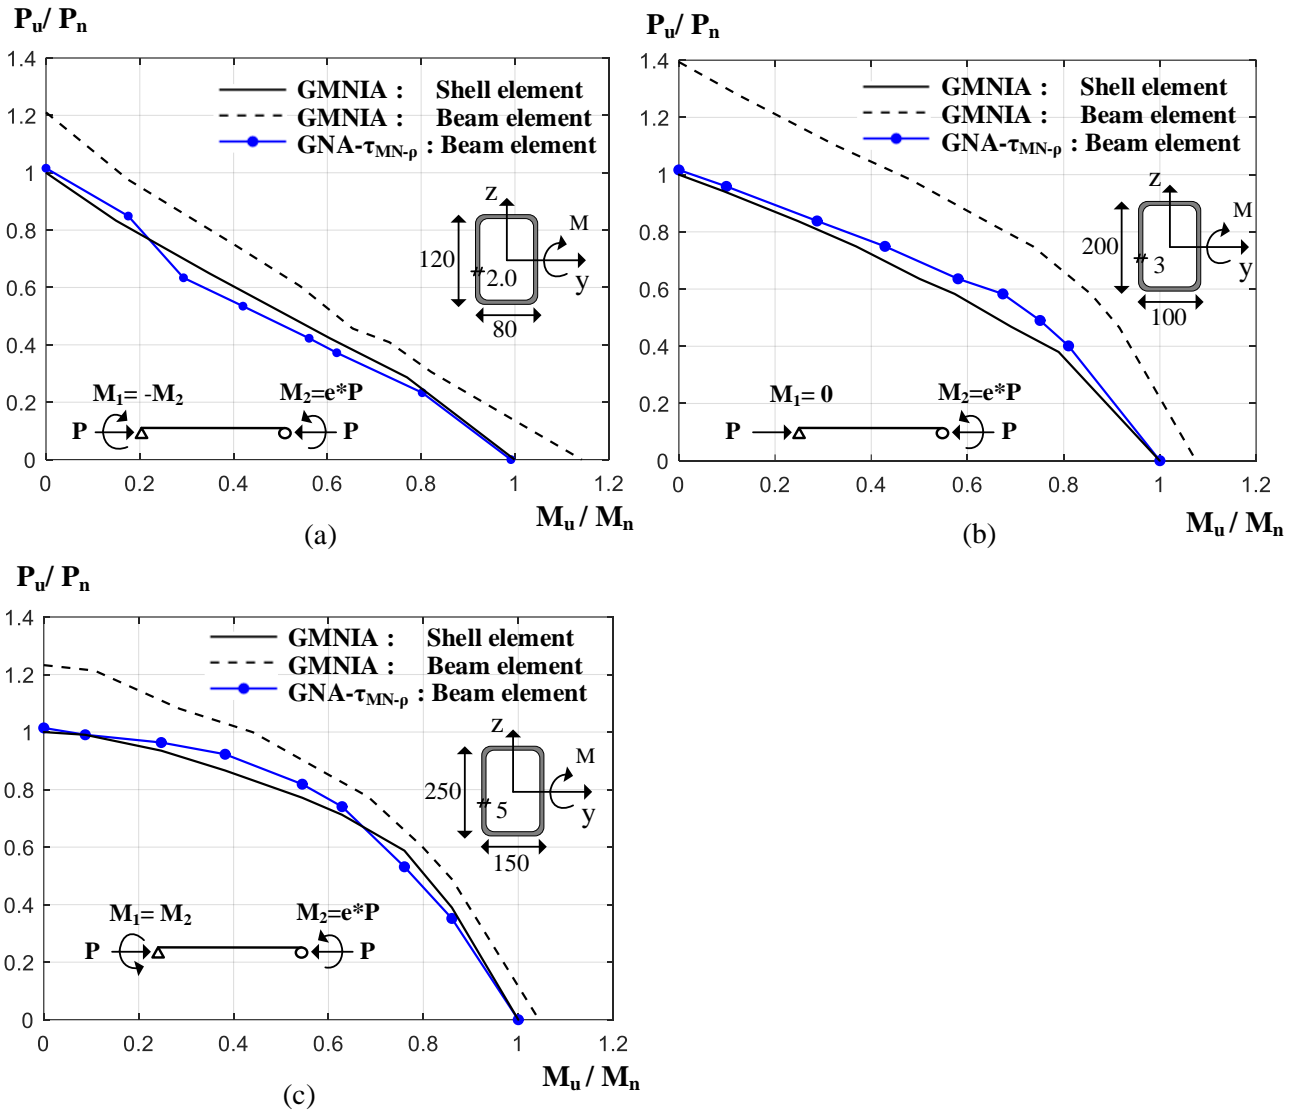 Pu/ Pn
1.4
1.2
1
0.8
0.6
0.4
0.2
0
GMNIA : Shell element
GMNIA : Beam element
GNA-τMN-ρ : Beam element
z
M
120
2.0
y
80
M1= -M2
M2=e*P
P
P
0 0.2 0.4 0.6 0.8 1 1.2
Mu / Mn
(a)
Pu/ Pn
1.4
1.2
1
0.8
0.6
0.4
0.2
0
GMNIA : Shell element
GMNIA : Beam element
GNA-τMN-ρ : Beam element
z
M
200
3
y
100
M1= 0
M2=e*P
P
P
0 0.2 0.4 0.6 0.8 1 1.2
Mu / Mn
(b)
Pu/ Pn
1.4
1.2
1
0.8
0.6
0.4
0.2
0
GMNIA : Shell element
GMNIA : Beam element
GNA-τMN-ρ : Beam element
z
M
250
5
y
150
M1= M2
M2=e*P
P
P
0 0.2 0.4 0.6 0.8 1 1.2
Mu / Mn
(c)